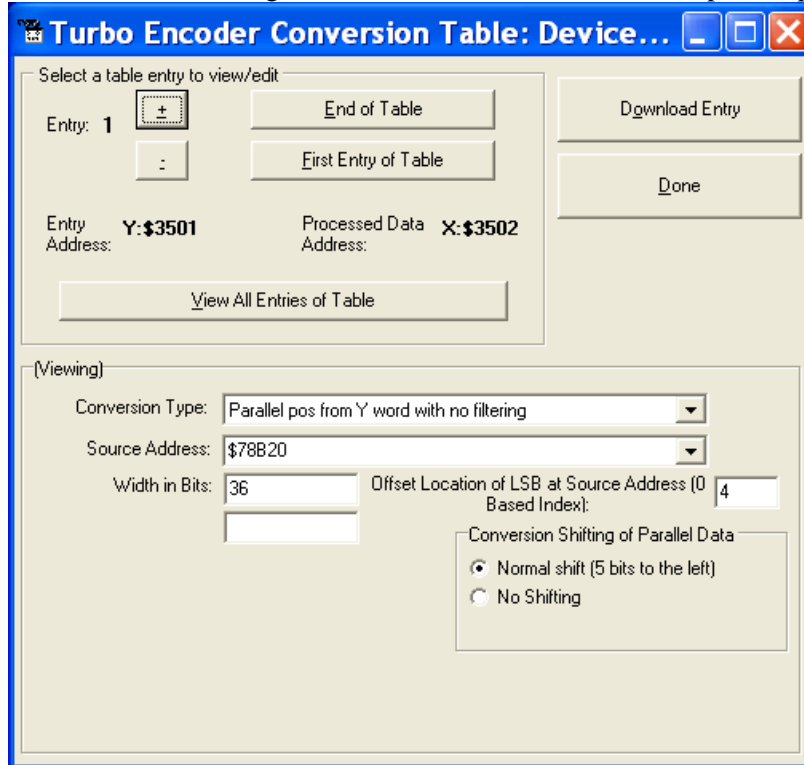 Turbo Encoder Conversion Table: Device...
Select a table entry to view/edit
Entry: 1
+
End of Table
Download Entry
-
First Entry of Table
Done
Entry Address: Y:$3501
Processed Data Address: X:$3502
View All Entries of Table
(Viewing)
Conversion Type: Parallel pos from Y word with no filtering
Source Address: $78B20
Width in Bits: 36
Offset Location of LSB at Source Address (0 Based Index): 4
Conversion Shifting of Parallel Data
Normal shift (5 bits to the left)
No Shifting